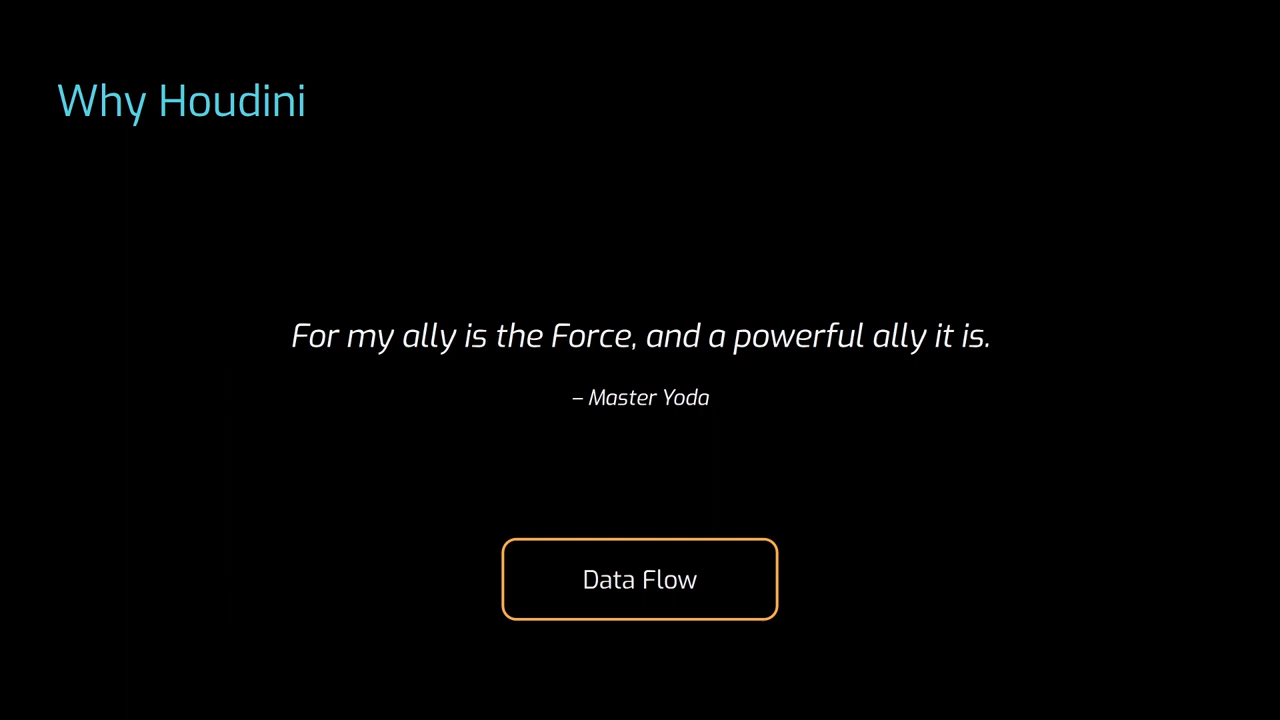 Why Houdini
For my ally is the Force, and a powerful ally it is.
– Master Yoda
Data Flow